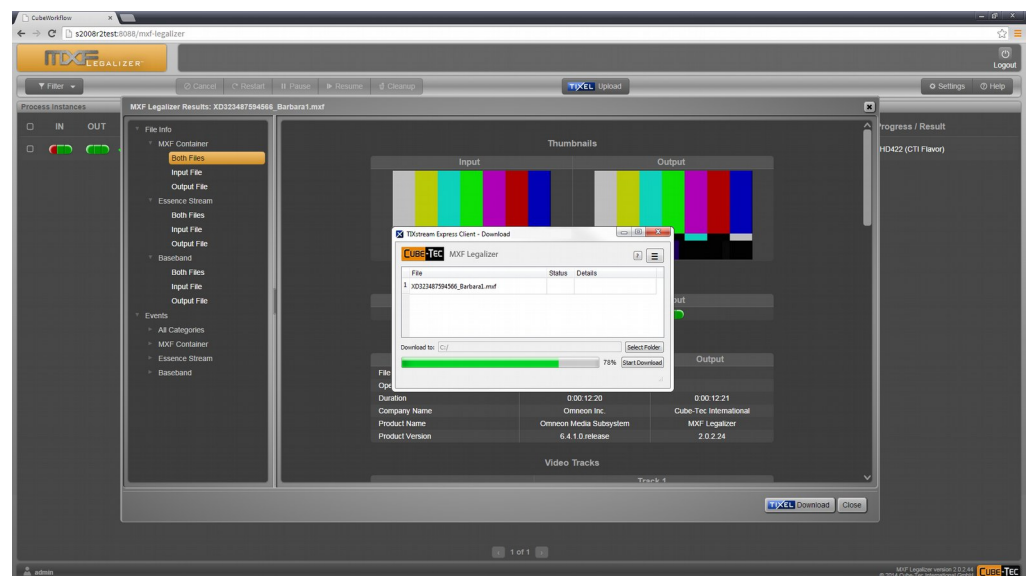 CubeWorkflow
s2008r2test:8088/mxf-legalizer
MXF LEGALIZER
Logout
Filter
Cancel Restart Pause Resume Cleanup
TIXEL Upload
Settings Help
Process Instances
MXF Legalizer Results: XD323487594566_Barbara1.mxf
IN OUT
Progress / Result
HD422 (CTI Flavor)
File Info
MXF Container
Both Files
Input File
Output File
Essence Stream
Both Files
Input File
Output File
Baseband
Both Files
Input File
Output File
Events
All Categories
MXF Container
Essence Stream
Baseband
Thumbnails
Input Output
TIXstream Express Client - Download
CUBE-TEC MXF Legalizer
File Status Details
1 XD323487594566_Barbara1.mxf
Download to: C:/ Select Folder
78% Start Download
Output
Duration 0:00:12:20 0:00:12:21
Company Name Omneon Inc. Cube-Tec International
Product Name Omneon Media Subsystem MXF Legalizer
Product Version 6.4.1.0.release 2.0.2.24
Video Tracks
Track 1
TIXEL Download Close
1 of 1
admin
MXF Legalizer version 2.0.2.44
© 2014 Cube-Tec International GmbH
CUBE-TEC